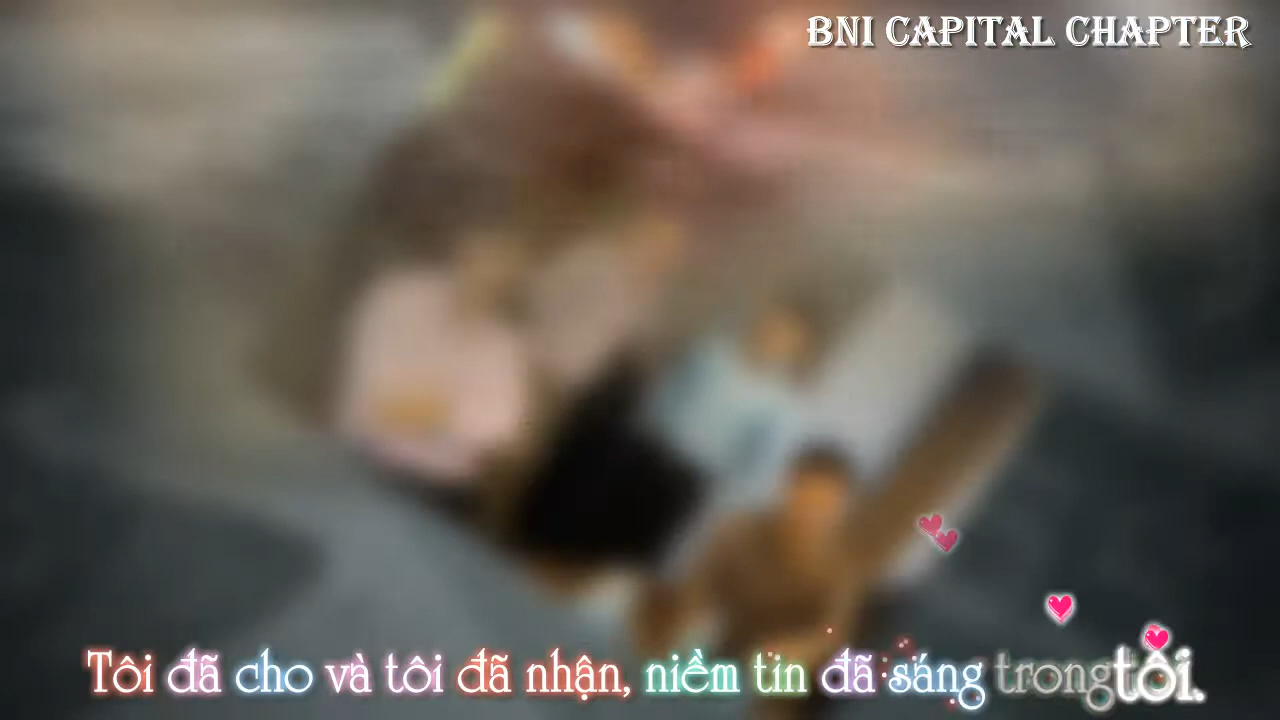 BNI CAPITAL CHAPTER
Tôi đã cho và tôi đã nhận, niềm tin đã sáng trong tôi.